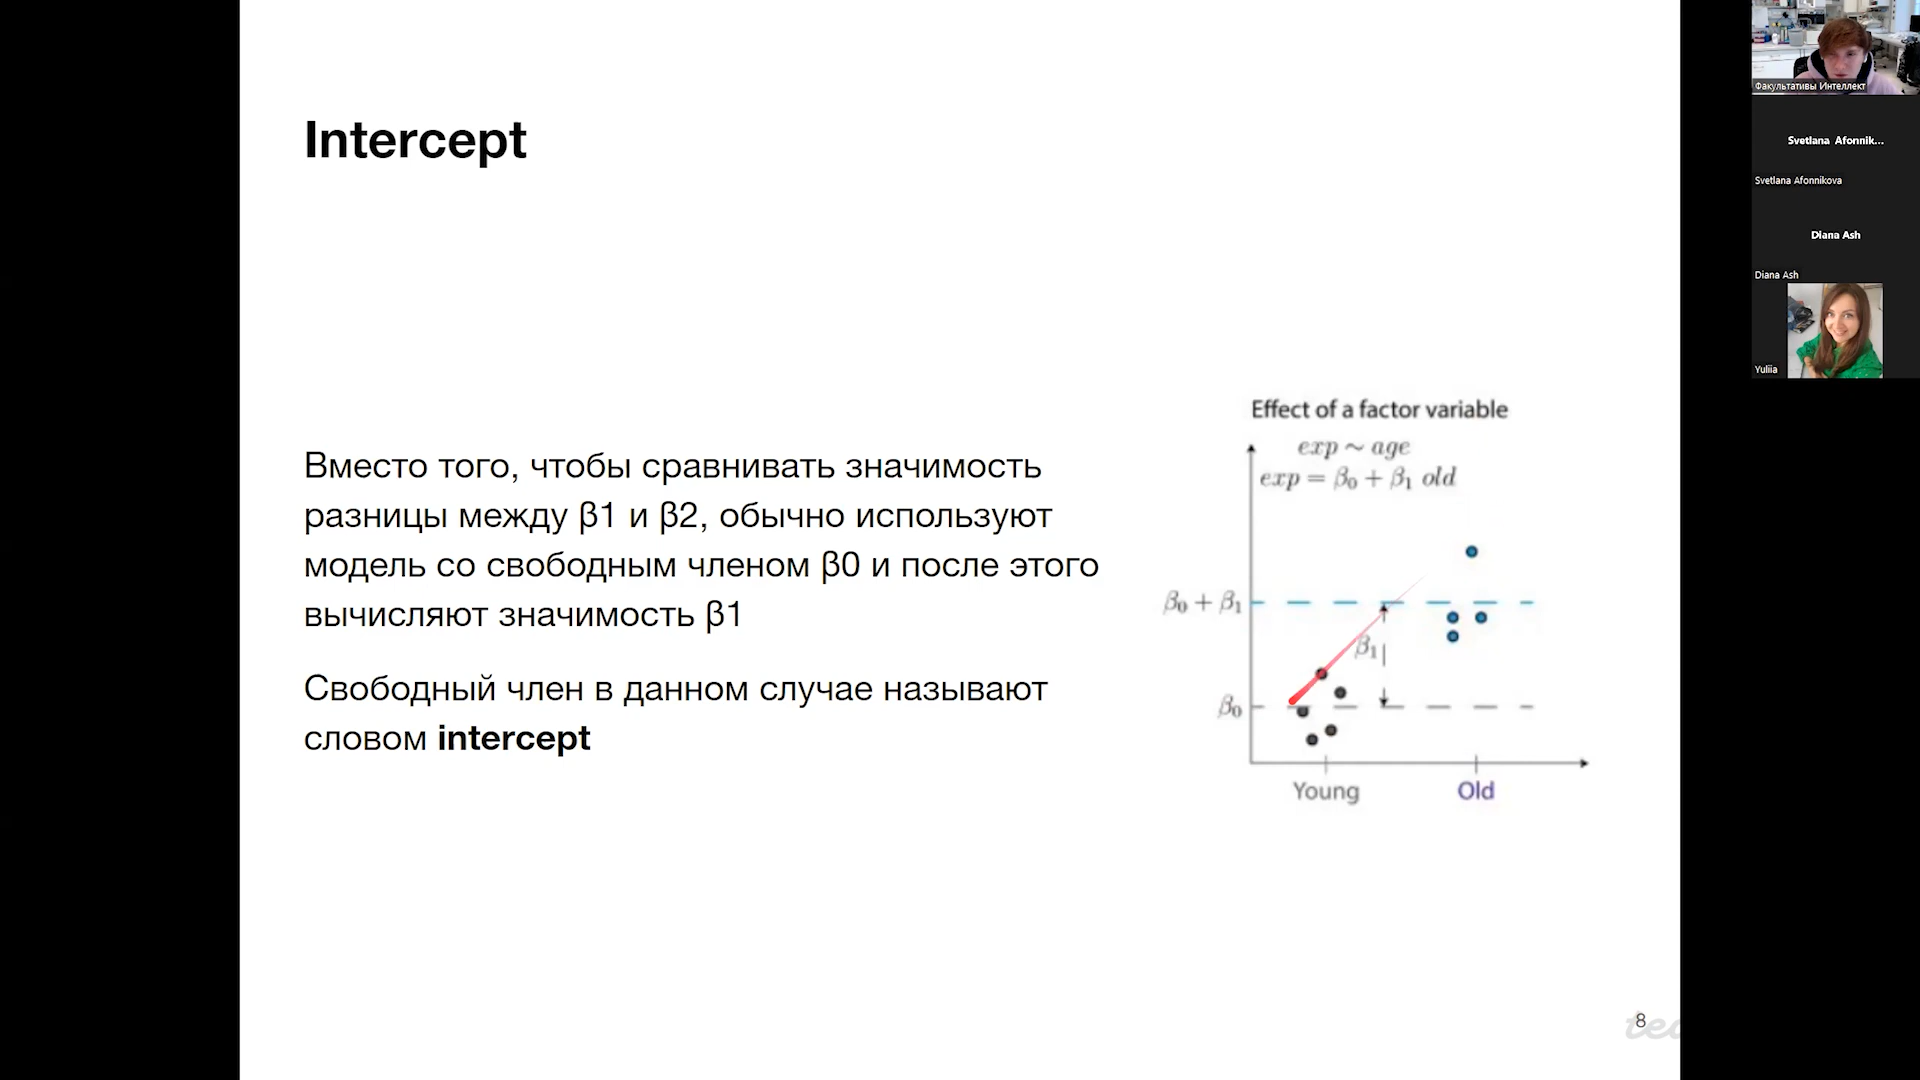 Intercept
Вместо того, чтобы сравнивать значимость
разницы между β1 и β2, обычно используют
модель со свободным членом β0 и после этого
вычисляют значимость β1
Свободный член в данном случае называют
словом intercept
Effect of a factor variable
exp ~ age
exp = β₀ + β₁ old
β₀ + β₁
β₁
β₀
Young
Old
8
Факультативы Интеллект
Svetlana Afonnik...
Svetlana Afonnikova
Diana Ash
Diana Ash
Yuliia